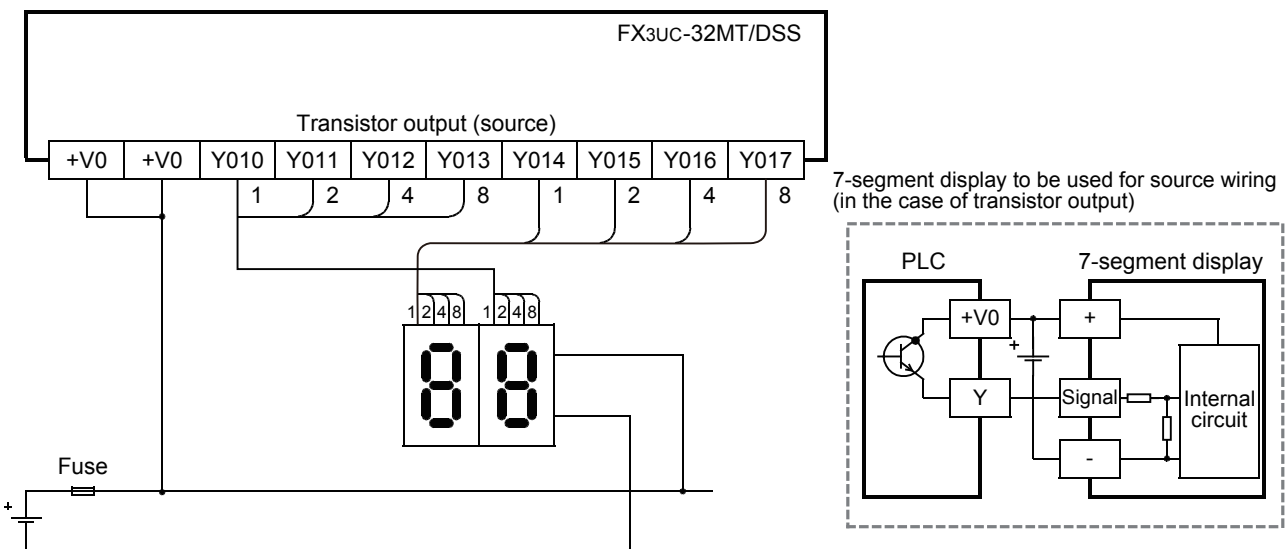 FX3UC-32MT/DSS
Transistor output (source)
+V0 +V0 Y010 Y011 Y012 Y013 Y014 Y015 Y016 Y017
1 2 4 8 1 2 4 8
7-segment display to be used for source wiring
(in the case of transistor output)
PLC 7-segment display
+V0 +
+
Y Signal Internal
circuit
-
1 2 4 8 1 2 4 8
8 8
Fuse
+